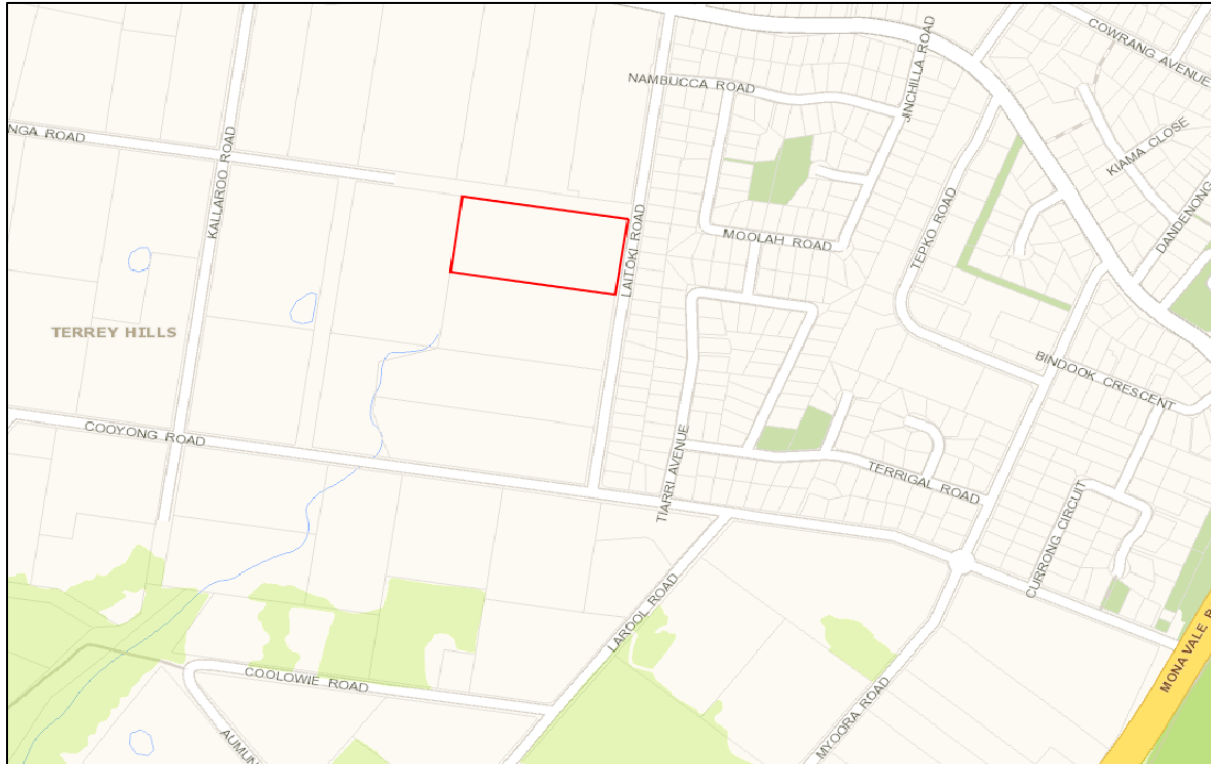 COWRANG AVENUE
JINCHILLA ROAD
NAMBUCCA ROAD
NGA ROAD
KALLAROO ROAD
KIAMA CLOSE
DANDENONG
TEPKO ROAD
MOOLAH ROAD
LAITOKI ROAD
TERREY HILLS
BINDOOK CRESCENT
COOYONG ROAD
TIARRI AVENUE
TERRIGAL ROAD
CURRONG CIRCUIT
LAROOL ROAD
MONA VALE R
COOLOWIE ROAD
MYOORA ROAD
AUMUN